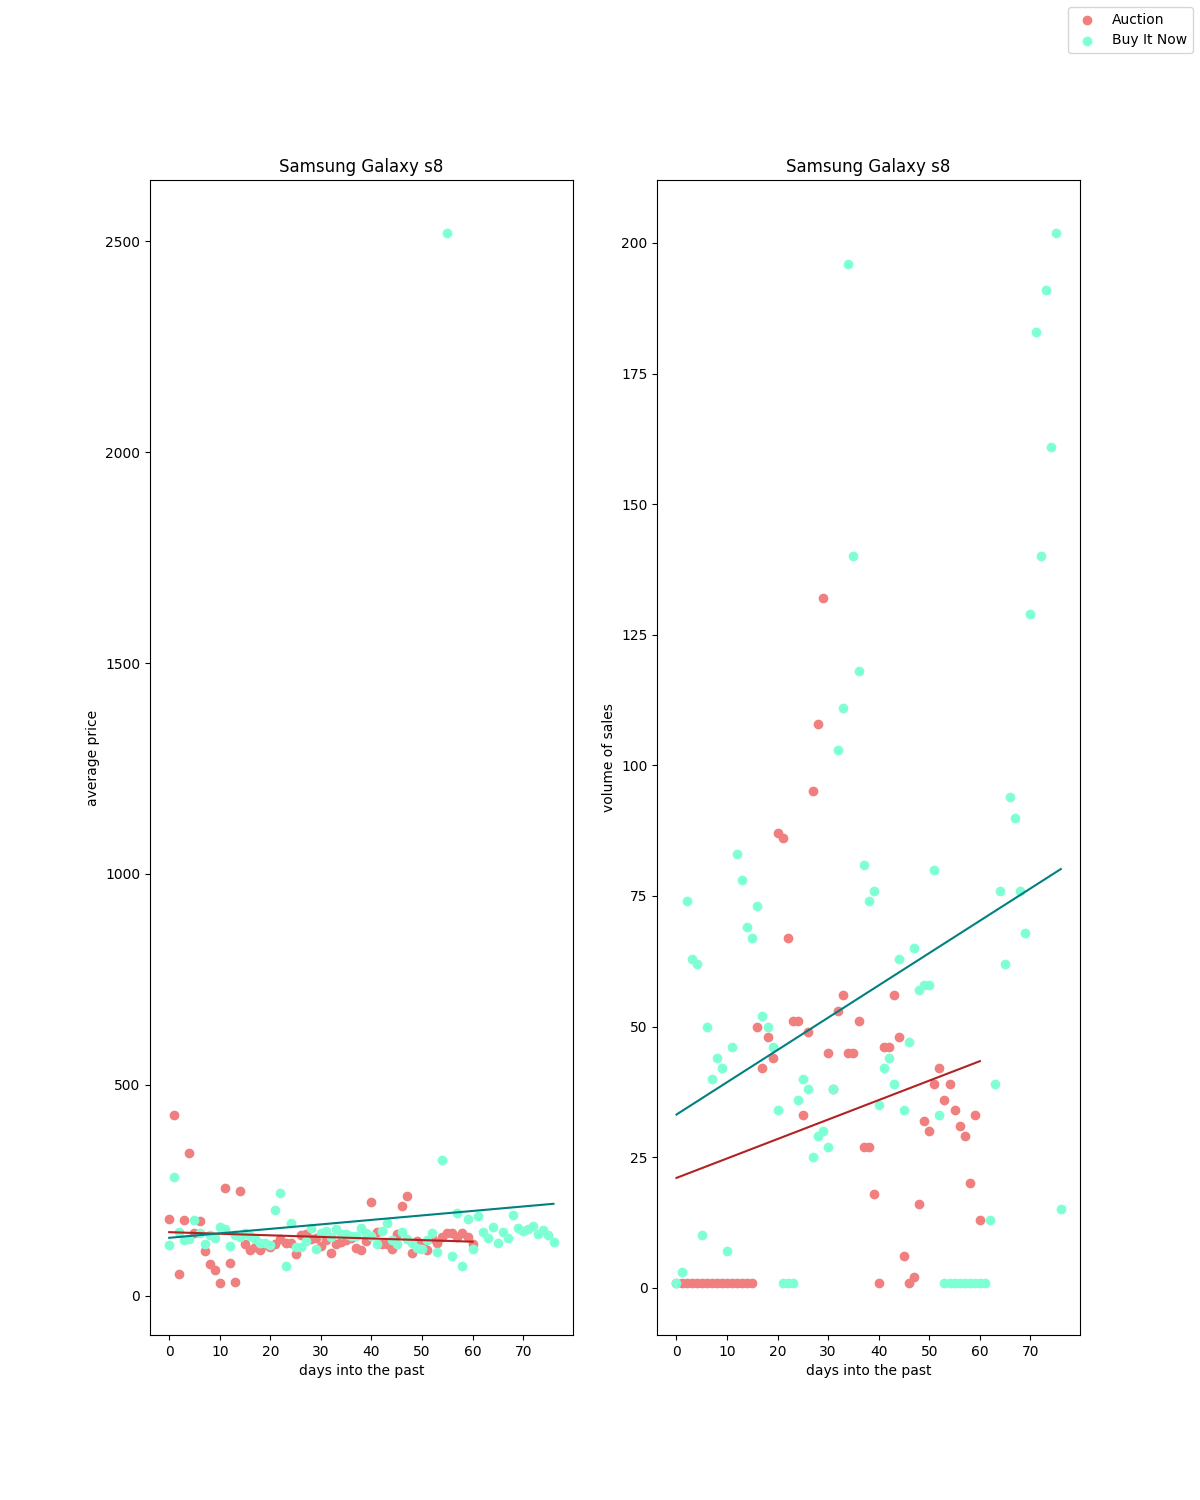 Auction
Buy It Now
Samsung Galaxy s8
Samsung Galaxy s8
2500
2000
1500
1000
500
0
average price
0 10 20 30 40 50 60 70
days into the past
200
175
150
125
100
75
50
25
0
volume of sales
0 10 20 30 40 50 60 70
days into the past